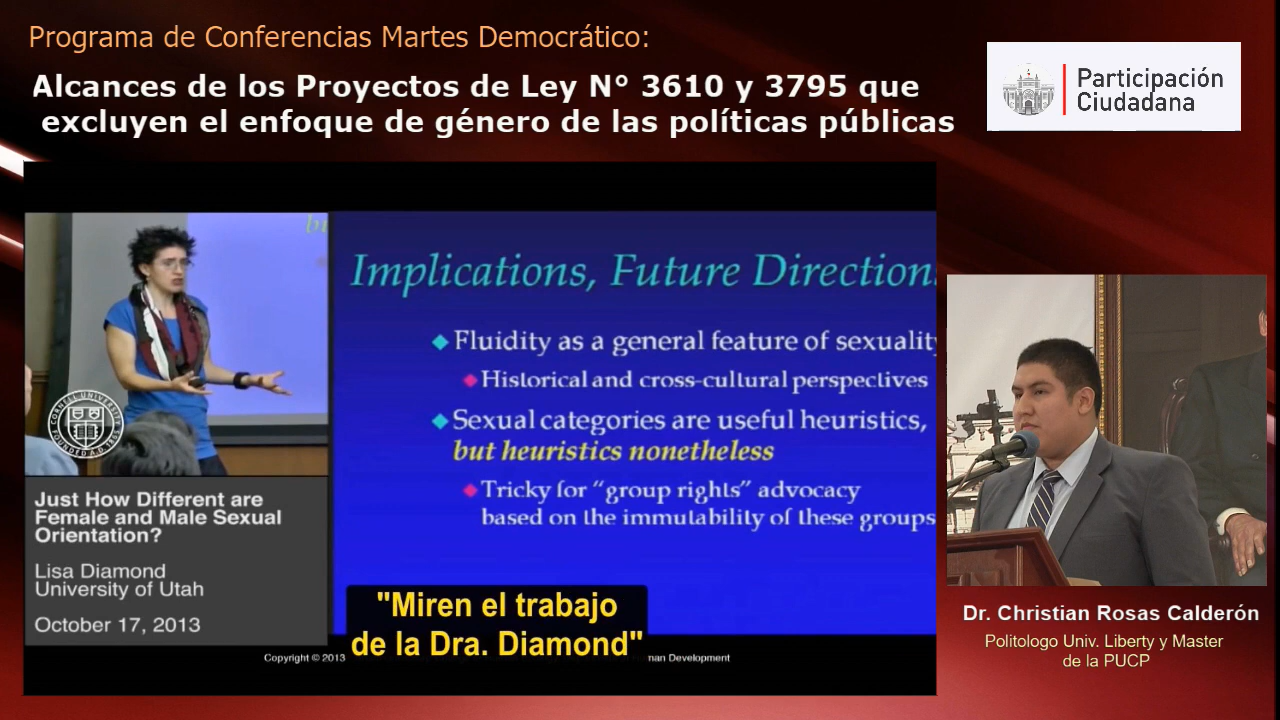 Programa de Conferencias Martes Democrático:
Alcances de los Proyectos de Ley N° 3610 y 3795 que
excluyen el enfoque de género de las políticas públicas
Participación
Ciudadana
Implications, Future Direction
Fluidity as a general feature of sexuality
Historical and cross-cultural perspectives
Sexual categories are useful heuristics,
but heuristics nonetheless
Tricky for "group rights" advocacy
based on the immutability of these groups
Just How Different are
Female and Male Sexual
Orientation?
Lisa Diamond
University of Utah
October 17, 2013
"Miren el trabajo
de la Dra. Diamond"
Copyright © 2013 man Development
Dr. Christian Rosas Calderón
Politologo Univ. Liberty y Master
de la PUCP